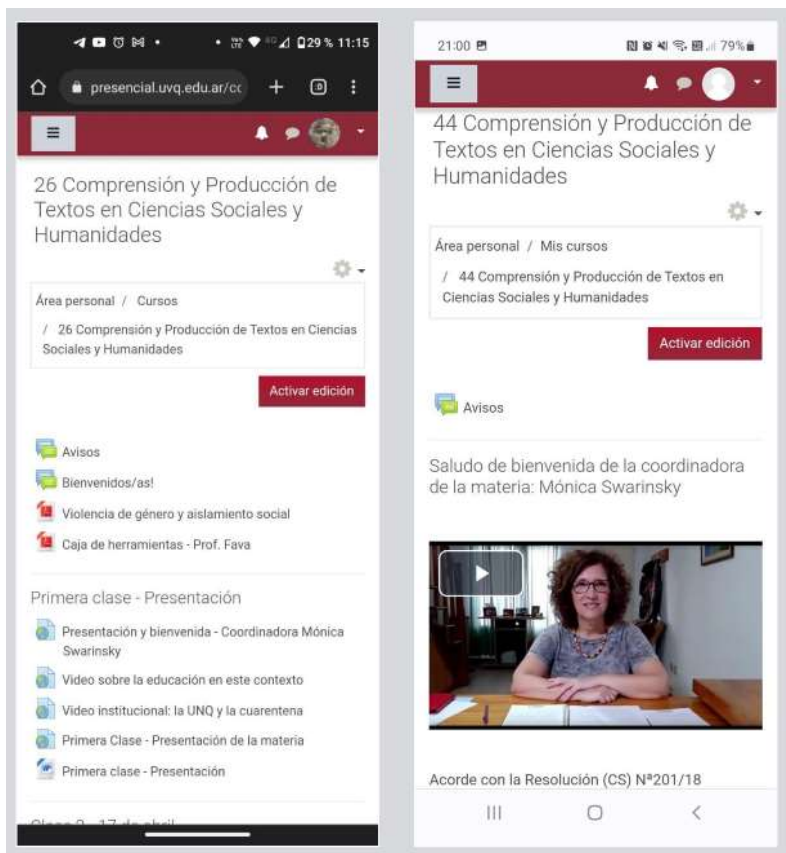 29 % 11:15
presencial.uvq.edu.ar/cc
26 Comprensión y Producción de
Textos en Ciencias Sociales y
Humanidades
Área personal / Cursos
/ 26 Comprensión y Producción de Textos en Ciencias
Sociales y Humanidades
Activar edición
Avisos
Bienvenidos/as!
Violencia de género y aislamiento social
Caja de herramientas - Prof. Fava
Primera clase - Presentación
Presentación y bienvenida - Coordinadora Mónica
Swarinsky
Video sobre la educación en este contexto
Video institucional: la UNQ y la cuarentena
Primera Clase - Presentación de la materia
Primera clase - Presentación
21:00
79%
44 Comprensión y Producción de
Textos en Ciencias Sociales y
Humanidades
Área personal / Mis cursos
/ 44 Comprensión y Producción de Textos en
Ciencias Sociales y Humanidades
Activar edición
Avisos
Saludo de bienvenida de la coordinadora
de la materia: Mónica Swarinsky
Acorde con la Resolución (CS) Nª201/18